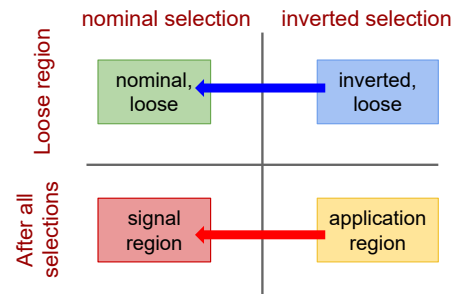 nominal selection
inverted selection
Loose region
nominal,
loose
inverted,
loose
After all
selections
signal
region
application
region